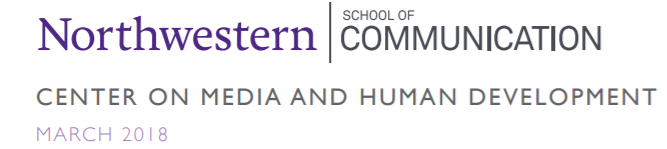 Northwestern SCHOOL OF COMMUNICATION
CENTER ON MEDIA AND HUMAN DEVELOPMENT
MARCH 2018